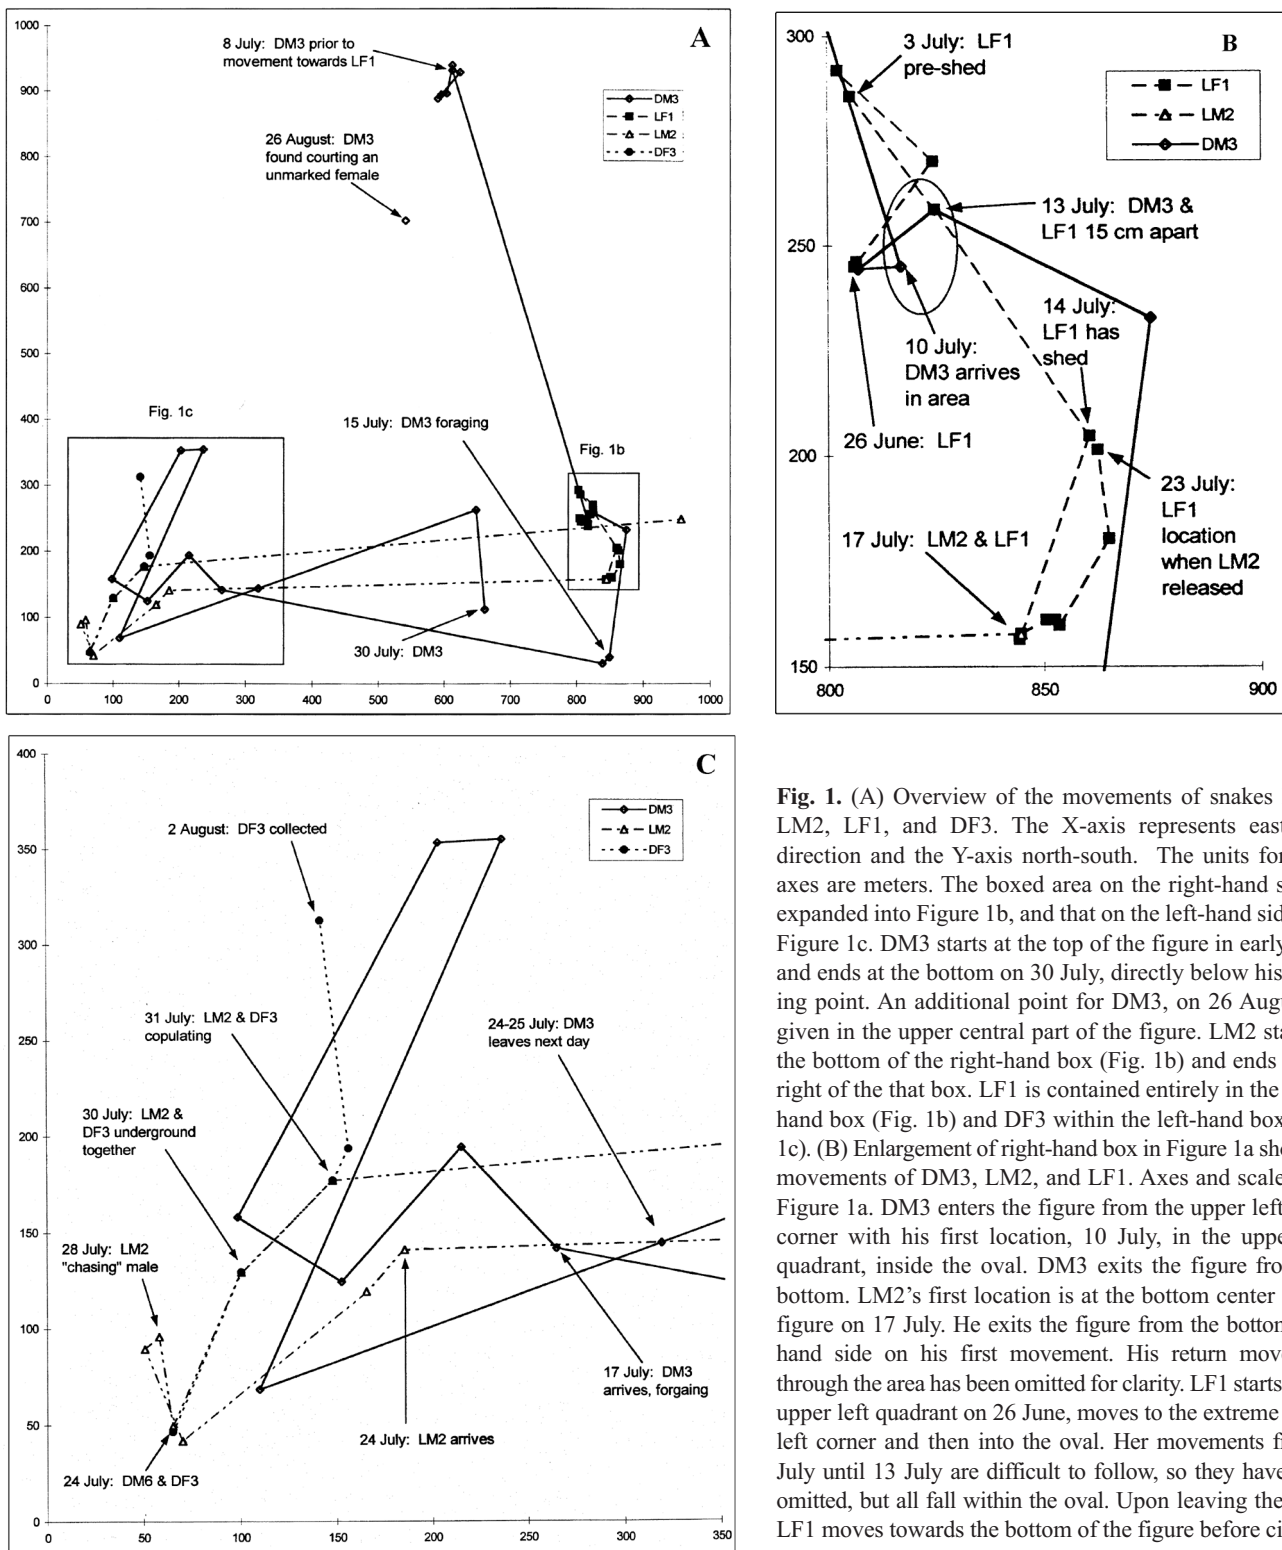 A
1000
900
800
700
600
500
400
300
200
100
0
0
100
200
300
400
500
600
700
800
900
1000
8 July: DM3 prior to
movement towards LF1
26 August: DM3
found courting an
unmarked female
DM3
LF1
LM2
DF3
Fig. 1c
15 July: DM3 foraging
Fig. 1b
30 July: DM3
B
300
250
200
150
800
850
900
3 July: LF1
pre-shed
LF1
LM2
DM3
13 July: DM3 &
LF1 15 cm apart
14 July:
LF1 has
shed
10 July:
DM3 arrives
in area
26 June: LF1
23 July:
LF1
location
when LM2
released
17 July: LM2 & LF1
C
400
350
300
250
200
150
100
50
0
0
50
100
150
200
250
300
350
DM3
LM2
DF3
2 August: DF3 collected
31 July: LM2 & DF3
copulating
24-25 July: DM3
leaves next day
30 July: LM2 &
DF3 underground
together
28 July: LM2
"chasing" male
17 July: DM3
arrives, forgaing
24 July: LM2 arrives
24 July: DM6 & DF3
Fig. 1. (A) Overview of the movements of snakes
LM2, LF1, and DF3. The X-axis represents east
direction and the Y-axis north-south. The units for
axes are meters. The boxed area on the right-hand s
expanded into Figure 1b, and that on the left-hand sid
Figure 1c. DM3 starts at the top of the figure in early
and ends at the bottom on 30 July, directly below his
ing point. An additional point for DM3, on 26 Augu
given in the upper central part of the figure. LM2 sta
the bottom of the right-hand box (Fig. 1b) and ends
right of the that box. LF1 is contained entirely in the
hand box (Fig. 1b) and DF3 within the left-hand box
1c). (B) Enlargement of right-hand box in Figure 1a sho
movements of DM3, LM2, and LF1. Axes and scale
Figure 1a. DM3 enters the figure from the upper left
corner with his first location, 10 July, in the uppe
quadrant, inside the oval. DM3 exits the figure fro
bottom. LM2's first location is at the bottom center
figure on 17 July. He exits the figure from the bottom
hand side on his first movement. His return move
through the area has been omitted for clarity. LF1 starts
upper left quadrant on 26 June, moves to the extreme
left corner and then into the oval. Her movements f
July until 13 July are difficult to follow, so they have
omitted, but all fall within the oval. Upon leaving the
LF1 moves towards the bottom of the figure before ci